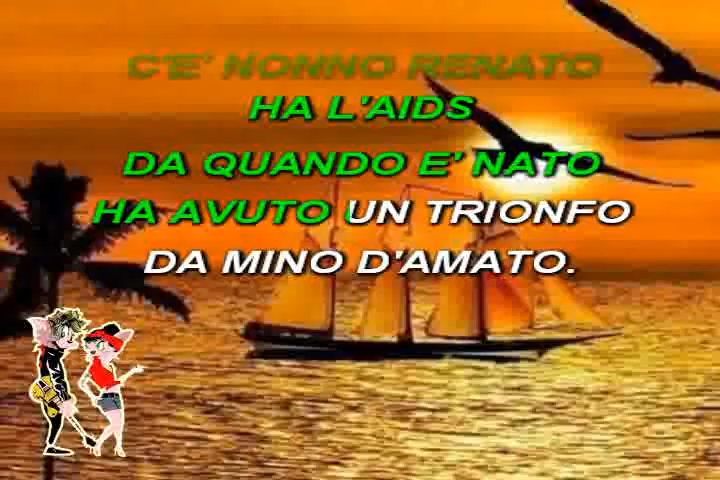 C'E' NONNO RENATO
HA L'AIDS
DA QUANDO E' NATO
HA AVUTO UN TRIONFO
DA MINO D'AMATO.